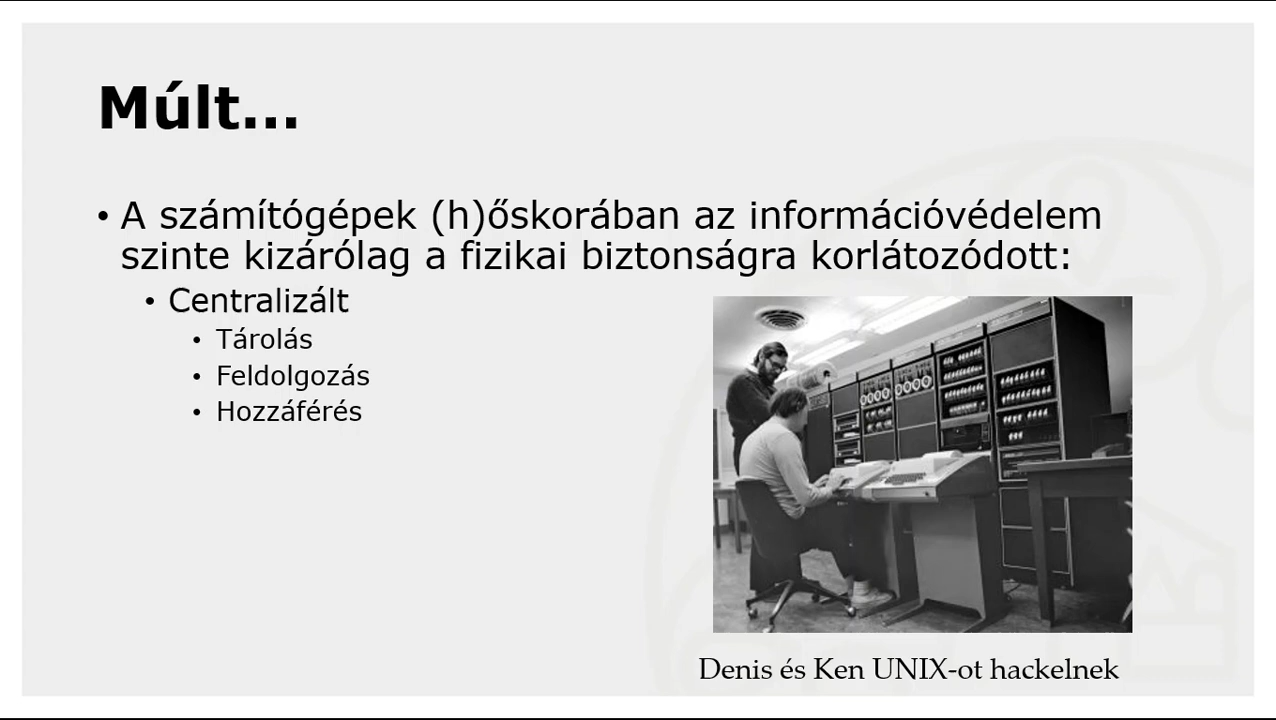 Múlt...
• A számítógépek (h)őskorában az információvédelem
szinte kizárólag a fizikai biztonságra korlátozódott:
• Centralizált
• Tárolás
• Feldolgozás
• Hozzáférés
Denis és Ken UNIX-ot hackelnek